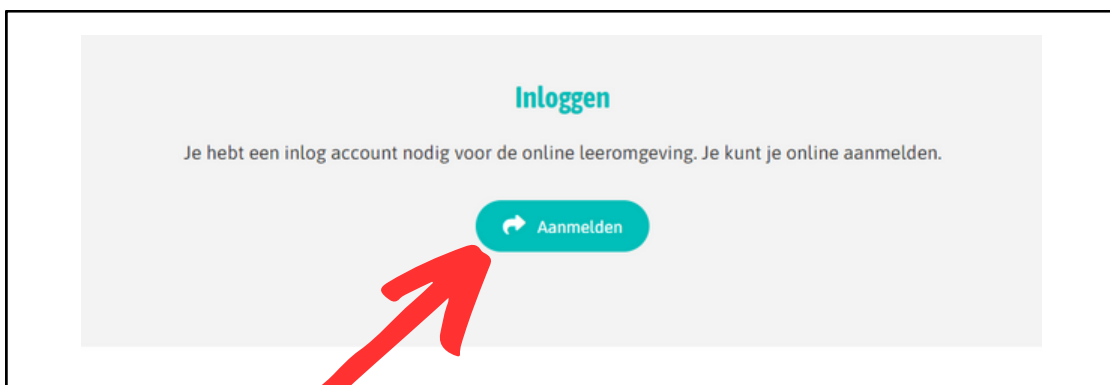 Inloggen
Je hebt een inlog account nodig voor de online leeromgeving. Je kunt je online aanmelden.
Aanmelden